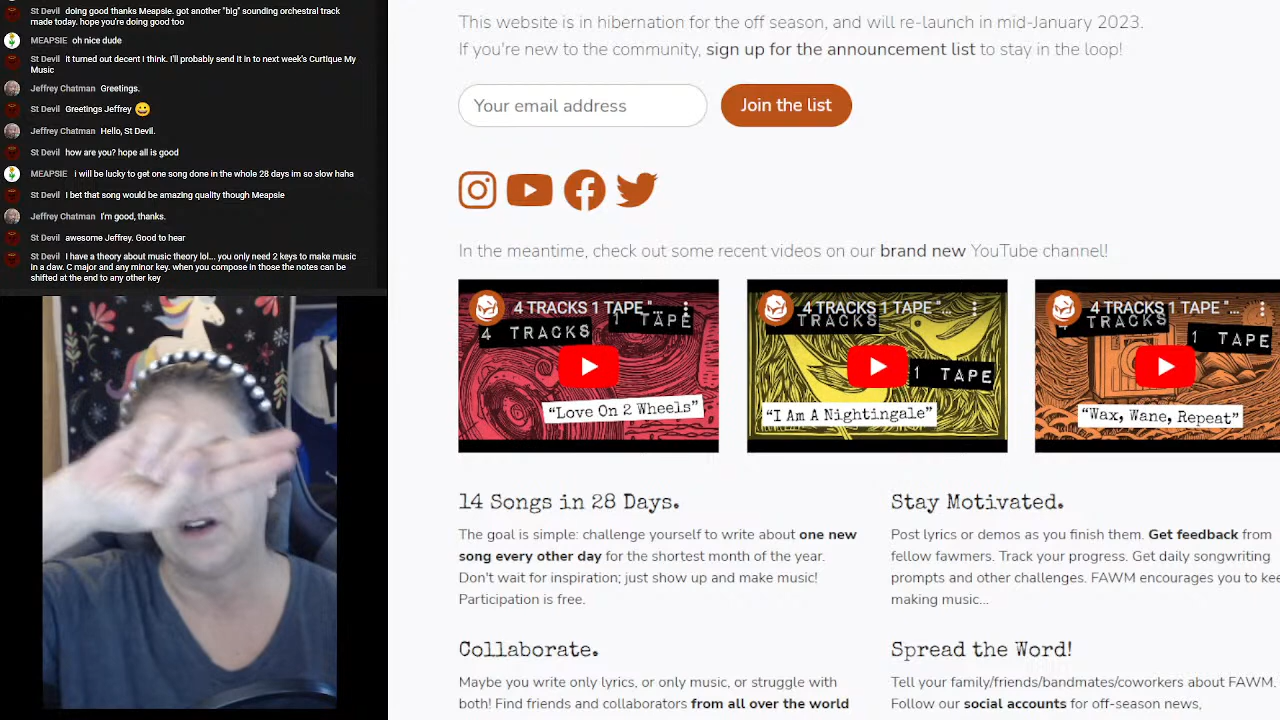 St Devil doing good thanks Meapsie. got another "big" sounding orchestral track
made today. hope you're doing good too
MEAPSIE oh nice dude
St Devil It turned out decent I think. I'll probably send it in to next week's Curtique My
Music
Jeffrey Chatman Greetings.
St Devil Greetings Jeffrey 😀
Jeffrey Chatman Hello, St Devil.
St Devil how are you? hope all is good
MEAPSIE i will be lucky to get one song done in the whole 28 days im so slow haha
St Devil I bet that song would be amazing quality though Meapsie
Jeffrey Chatman I'm good, thanks.
St Devil awesome Jeffrey. Good to hear
St Devil I have a theory about music theory lol... you only need 2 keys to make music
in a daw. C major and any minor key. when you compose in those the notes can be
shifted at the end to any other key
This website is in hibernation for the off season, and will re-launch in mid-January 2023.
If you're new to the community, sign up for the announcement list to stay in the loop!
Your email address
Join the list
In the meantime, check out some recent videos on our brand new YouTube channel!
4 TRACKS 1 TAPE "...
4 TRACKS 1 TAPE
"Love On 2 Wheels"
4 TRACKS 1 TAPE "...
TRACKS
1 TAPE
"I Am A Nightingale"
4 TRACKS 1 TAPE "...
4 TRACKS
1 TAPE
"Wax, Wane, Repeat"
14 Songs in 28 Days.
The goal is simple: challenge yourself to write about one new
song every other day for the shortest month of the year.
Don't wait for inspiration; just show up and make music!
Participation is free.
Stay Motivated.
Post lyrics or demos as you finish them. Get feedback from
fellow fawmers. Track your progress. Get daily songwriting
prompts and other challenges. FAWM encourages you to kee
making music...
Collaborate.
Maybe you write only lyrics, or only music, or struggle with
both! Find friends and collaborators from all over the world
Spread the Word!
Tell your family/friends/bandmates/coworkers about FAWM.
Follow our social accounts for off-season news,